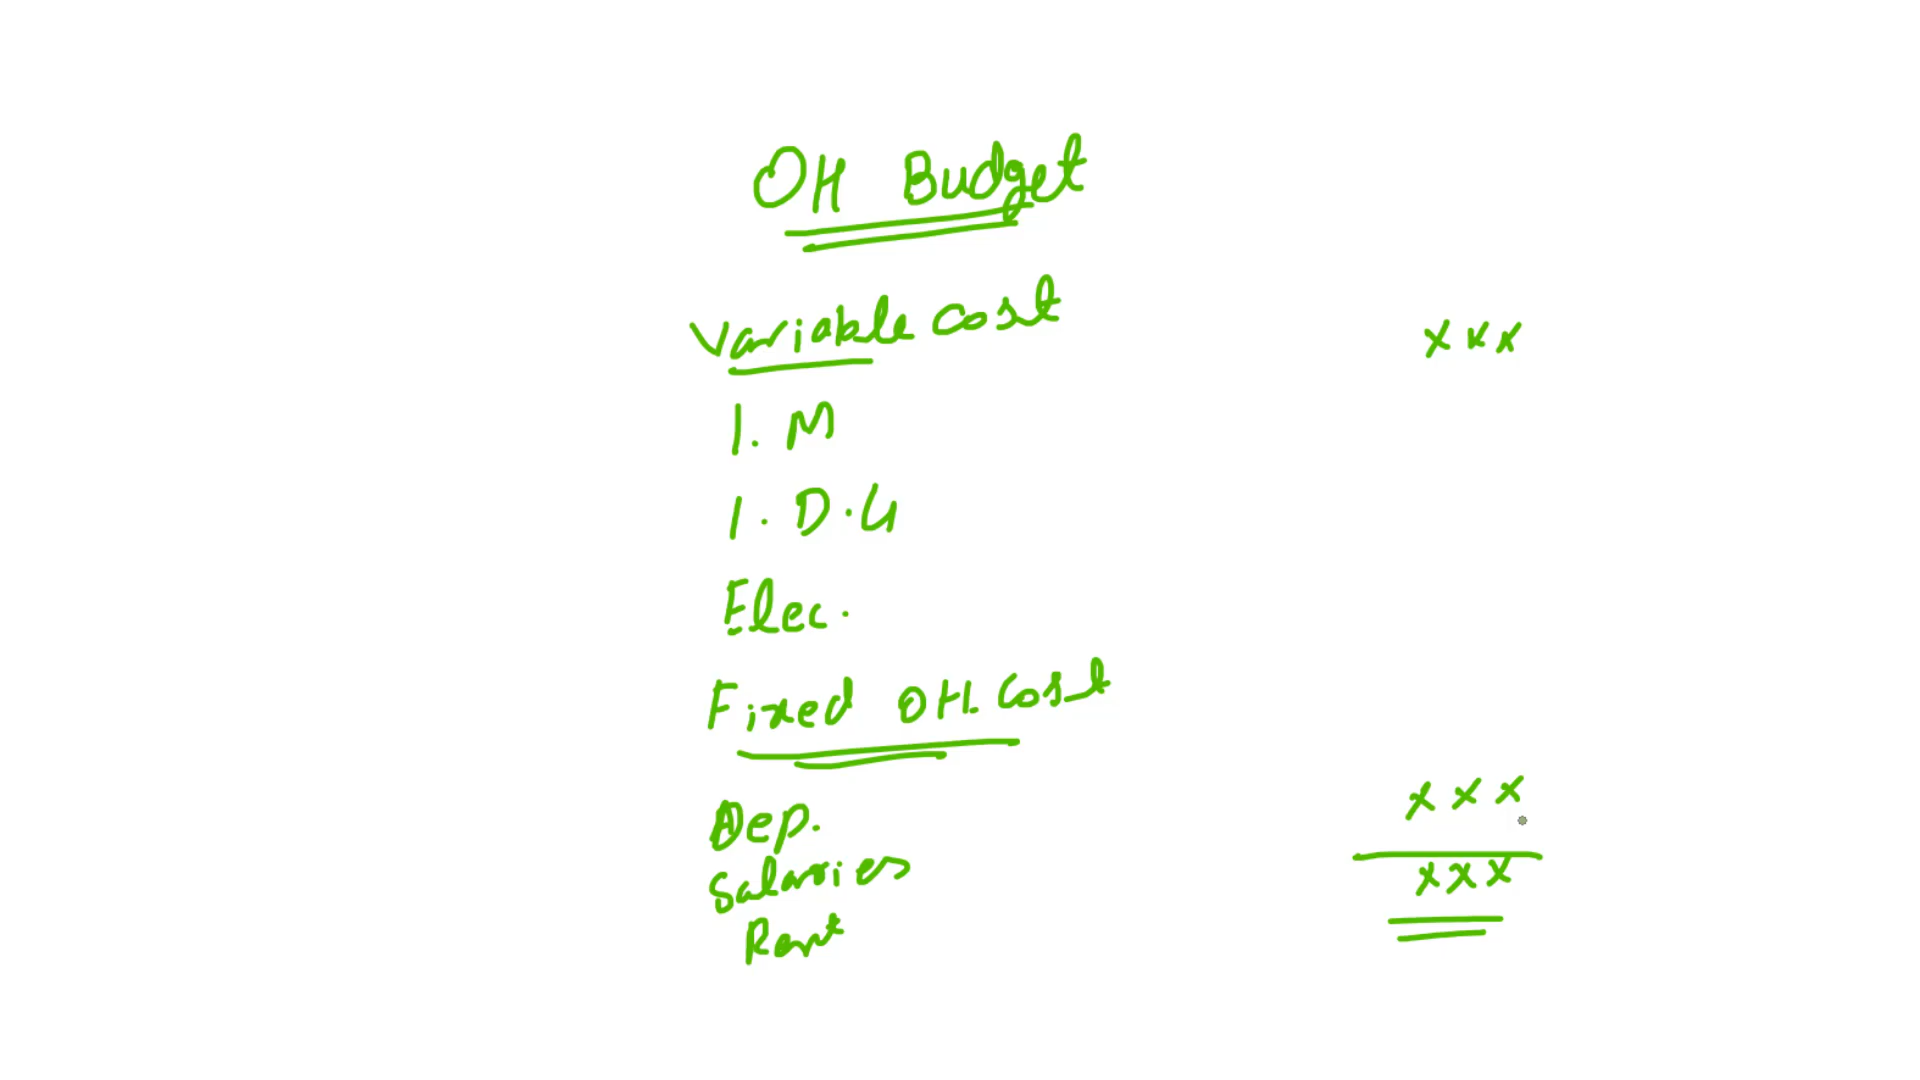 OH Budget
Variable Cost xxx
I. M
I. D. L
Elec.
Fixed OH. Cost
Dep. xxx
Salaries xxx
Rent